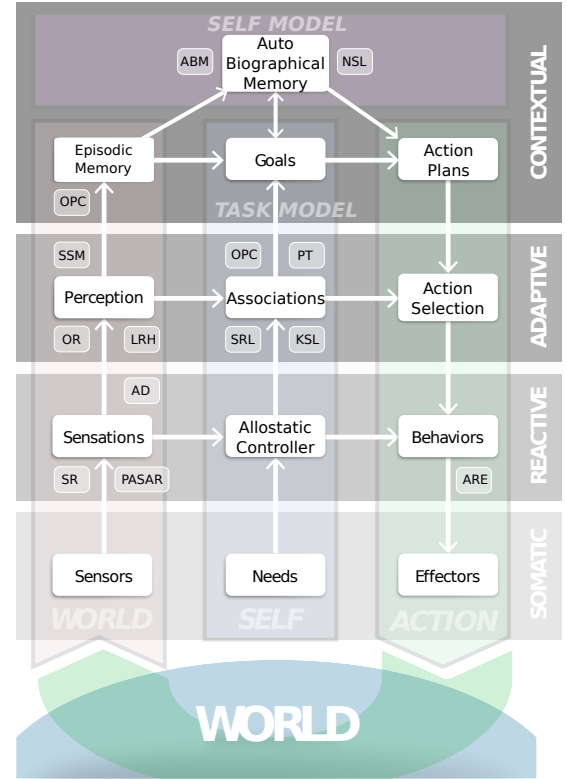 SELF MODEL
ABM
Auto
Biographical
Memory
NSL
CONTEXTUAL
Episodic
Memory
Goals
Action
Plans
OPC
TASK MODEL
SSM
OPC
PT
ADAPTIVE
Perception
Associations
Action
Selection
OR
LRH
SRL
KSL
AD
REACTIVE
Sensations
Allostatic
Controller
Behaviors
SR
PASAR
ARE
SOMATIC
Sensors
Needs
Effectors
WORLD
SELF
ACTION
WORLD